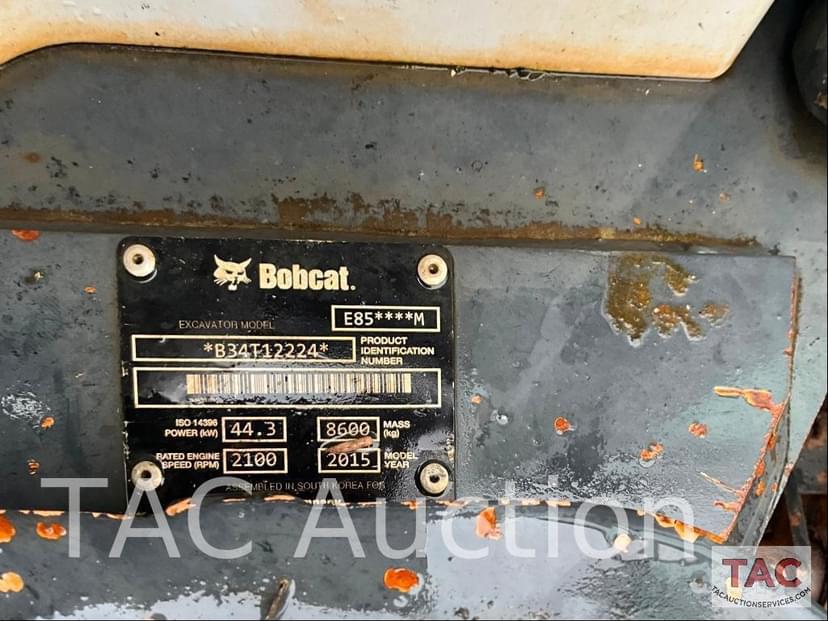 Bobcat.
EXCAVATOR MODEL E85****M
*B34T12224* PRODUCT IDENTIFICATION NUMBER
ISO 14396 POWER (kW) 44.3 8600 MASS (kg)
RATED ENGINE SPEED (RPM) 2100 2015 MODEL YEAR
ASSEMBLED IN SOUTH KOREA FOR
TAC Auction
TAC
TACAUCTIONSERVICES.COM